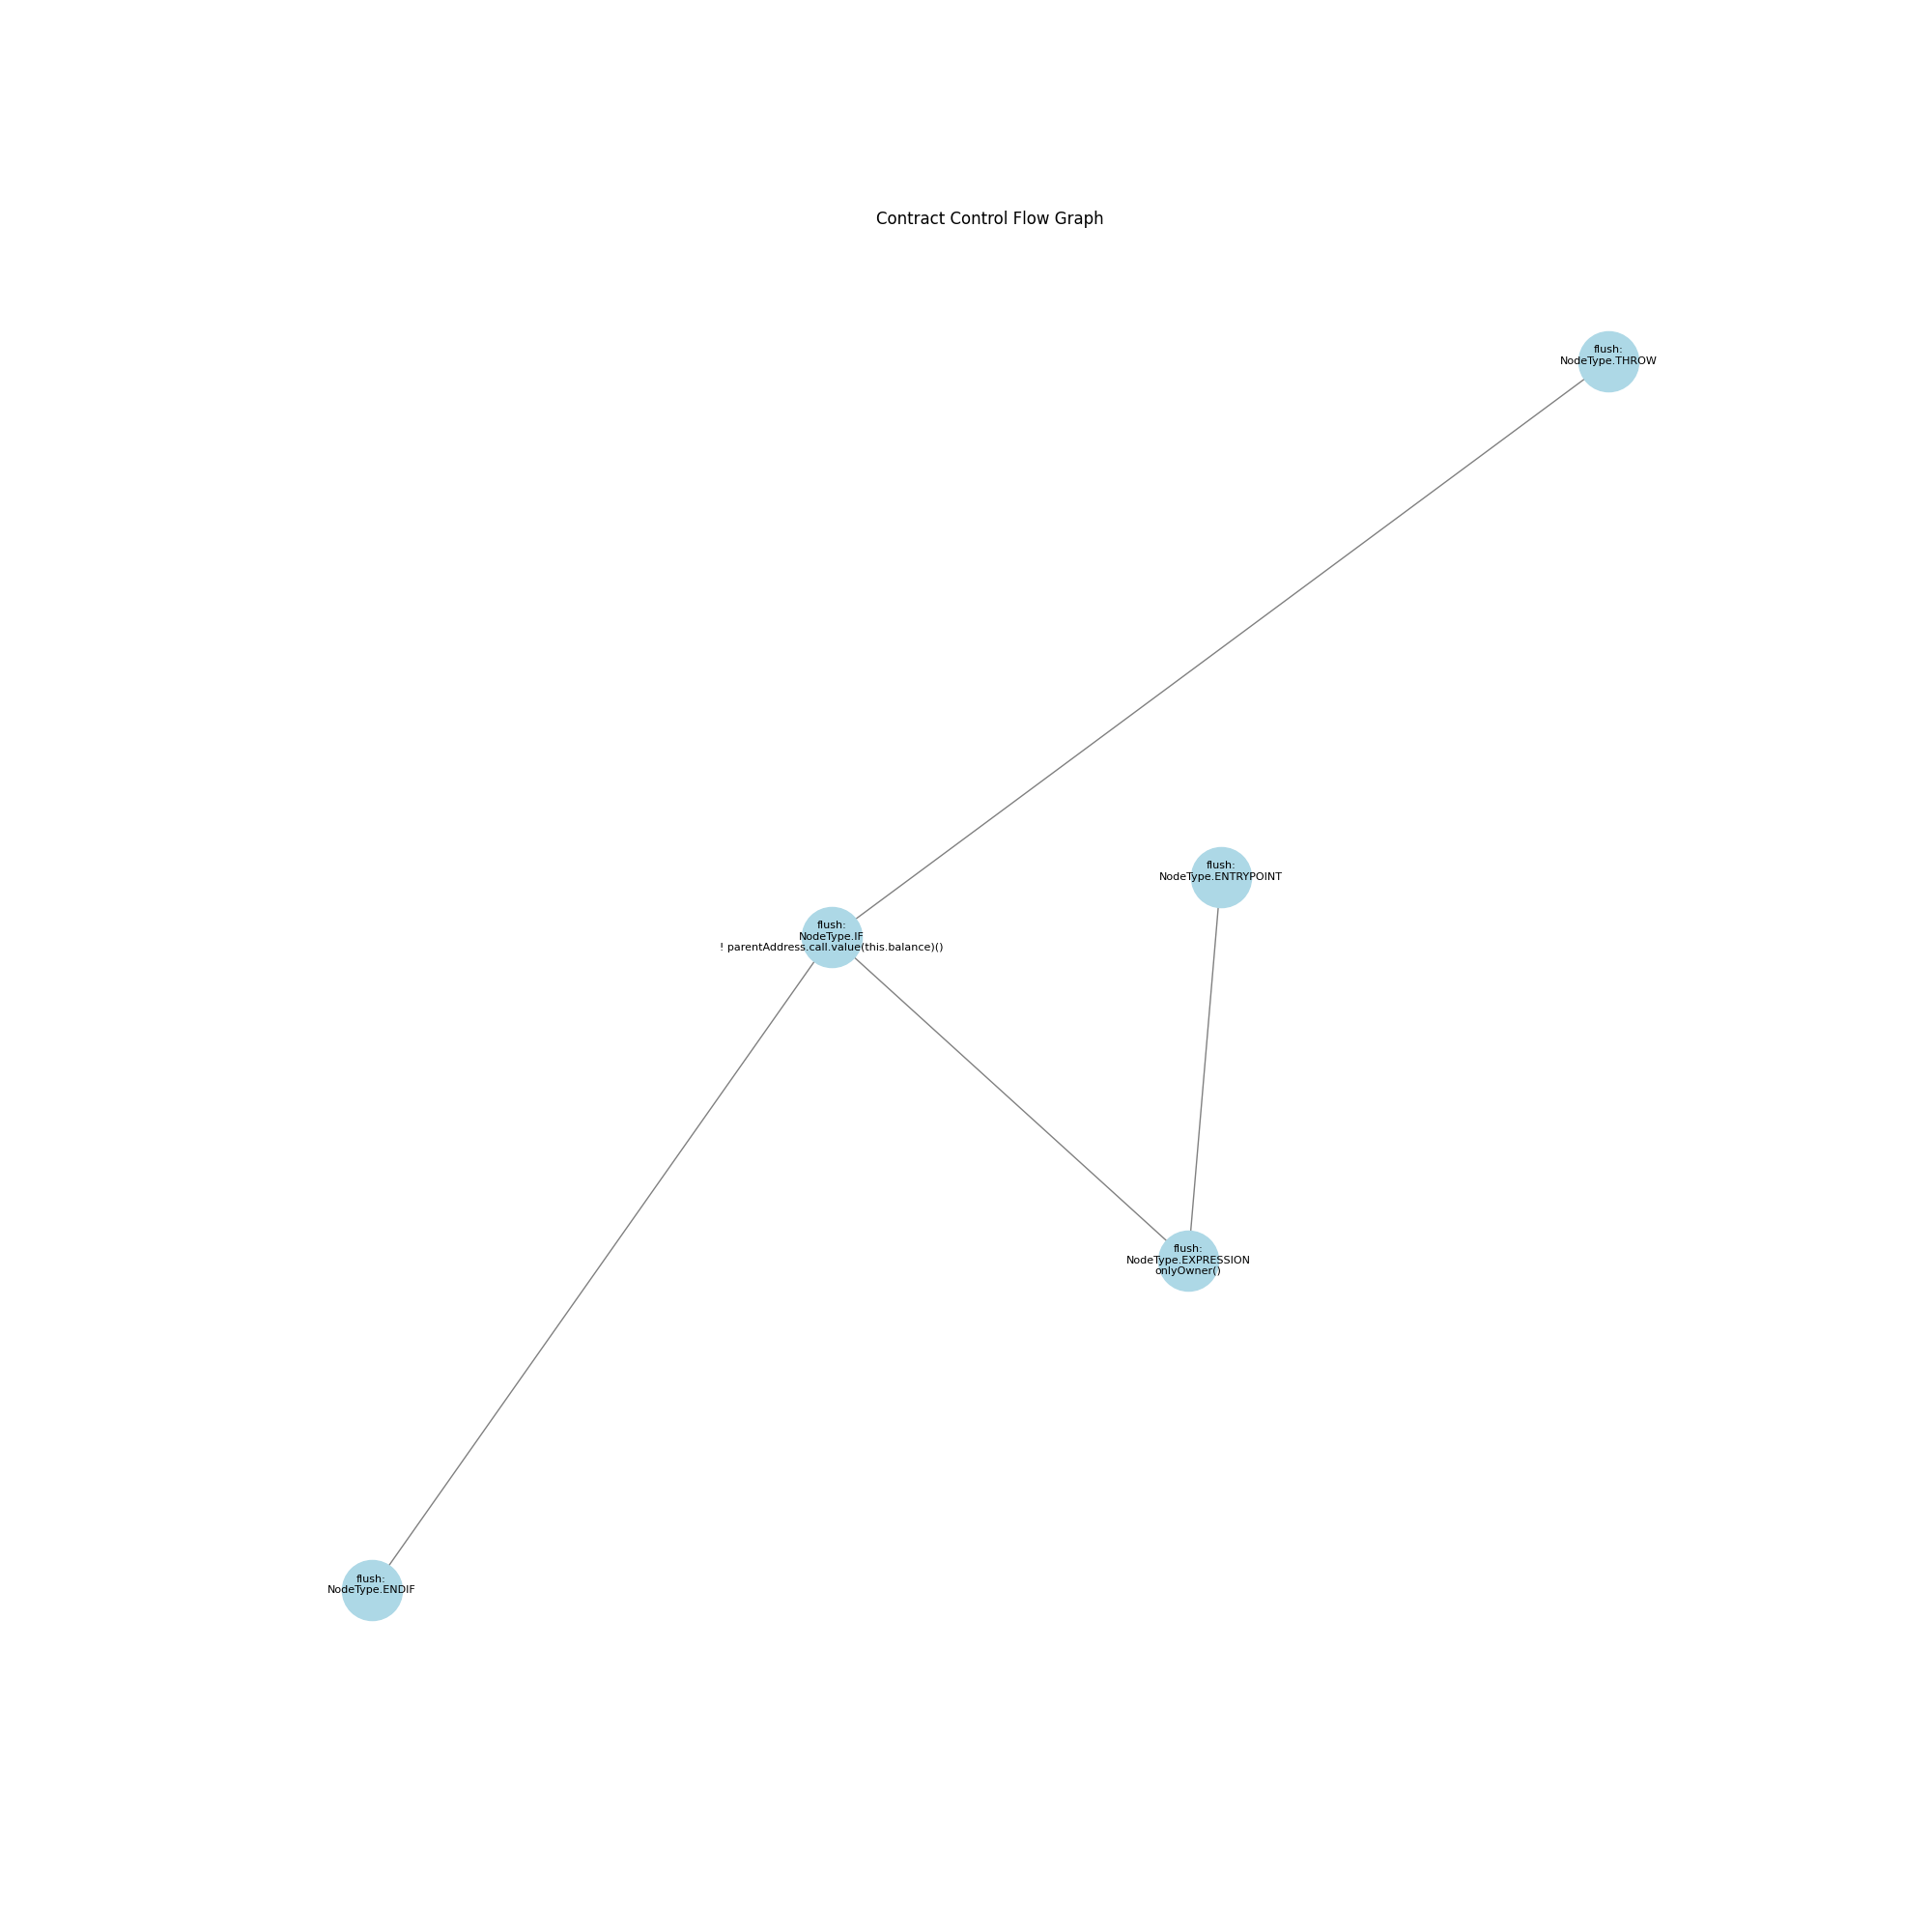 Contract Control Flow Graph
flush:
NodeType.THROW
flush:
NodeType.ENTRYPOINT
flush:
NodeType.IF
! parentAddress.call.value(this.balance)()
flush:
NodeType.EXPRESSION
onlyOwner()
flush:
NodeType.ENDIF